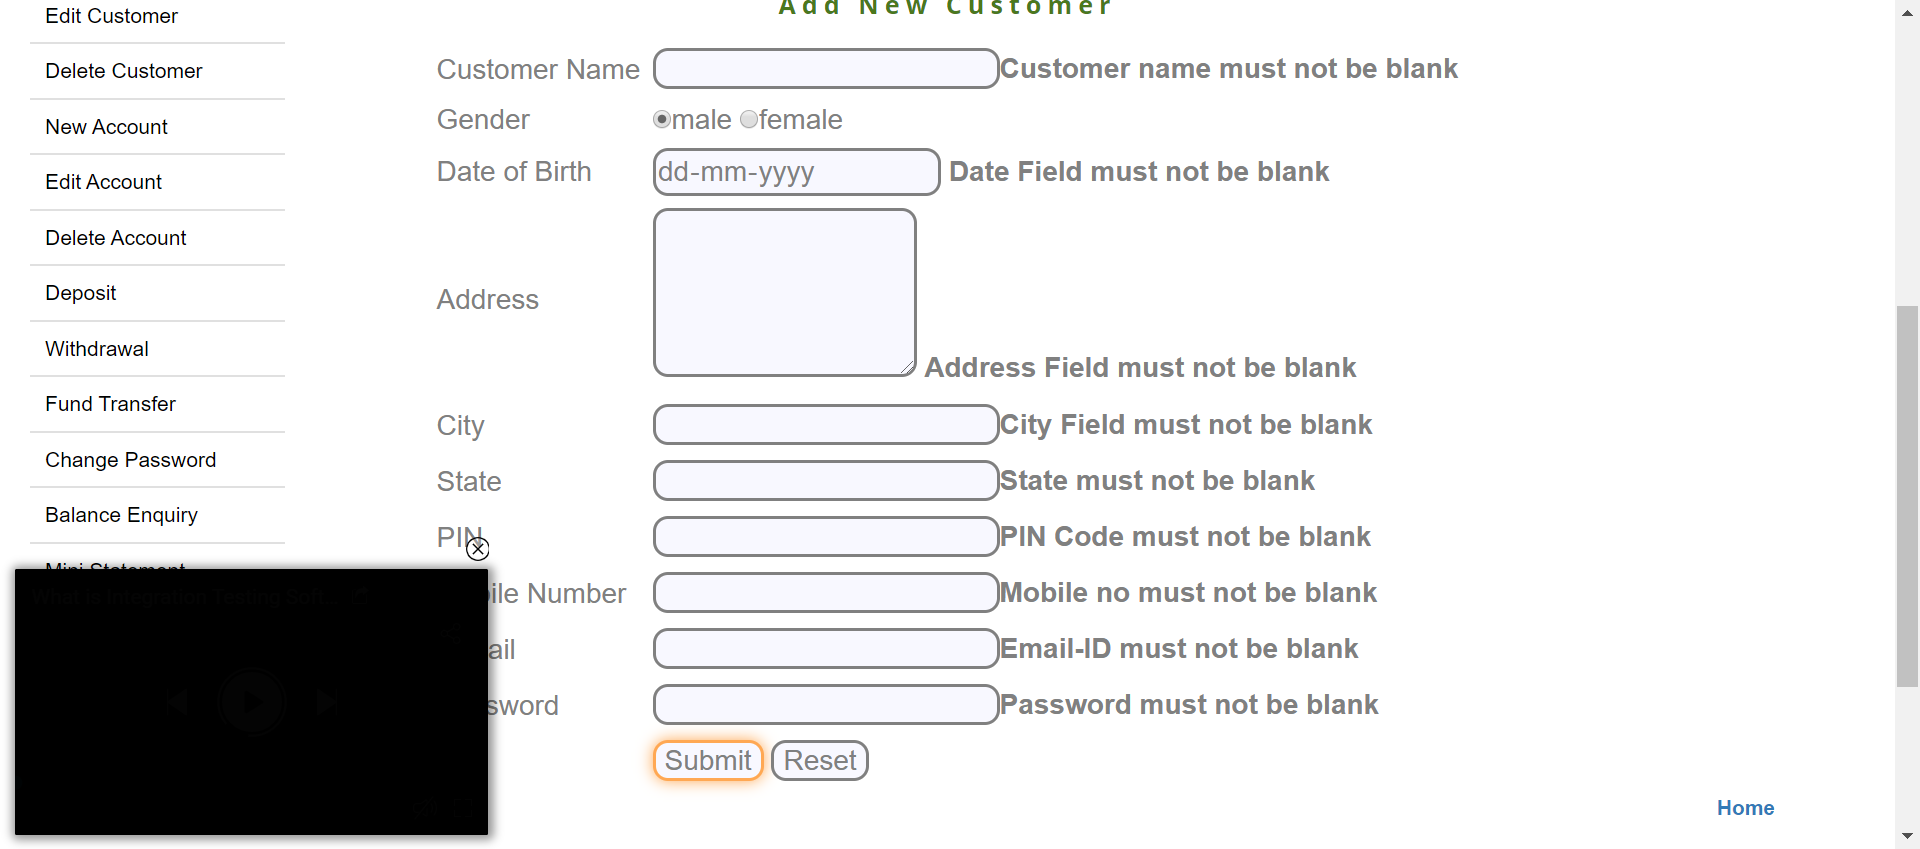 Edit Customer
Delete Customer
New Account
Edit Account
Delete Account
Deposit
Withdrawal
Fund Transfer
Change Password
Balance Enquiry
Mini Statement
What is Integration Testing Soft...
Add New Customer
Customer Name Customer name must not be blank
Gender male female
Date of Birth dd-mm-yyyy Date Field must not be blank
Address Address Field must not be blank
City City Field must not be blank
State State must not be blank
PIN PIN Code must not be blank
ile Number Mobile no must not be blank
ail Email-ID must not be blank
sword Password must not be blank
Submit Reset
Home